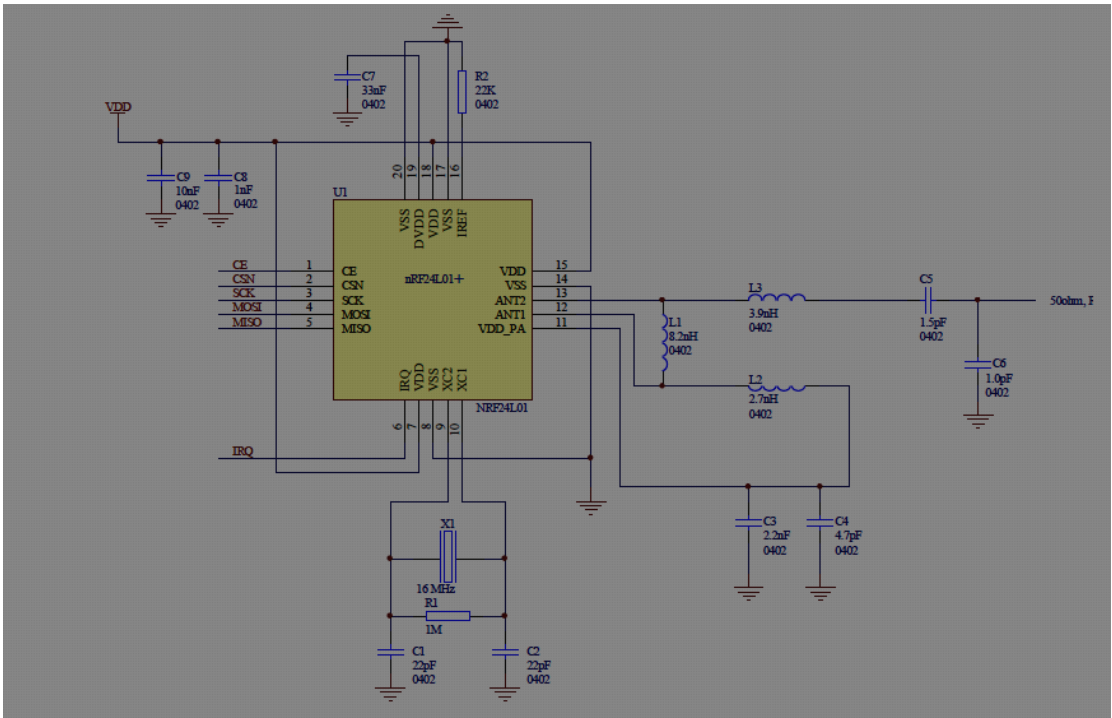 C7
33nF
0402
R2
22K
0402
VDD
C9
10nF
0402
C8
1nF
0402
20
19
18
17
16
U1
VSS
DVDD
VDD
VSS
IREF
nRF24L01+
CE
CSN
SCK
MOSI
MISO
1
2
3
4
5
CE
CSN
SCK
MOSI
MISO
VDD
VSS
ANT2
ANT1
VDD_PA
15
14
13
12
11
IRQ
VDD
VSS
XC2
XC1
NRF24L01
6
7
8
9
10
IRQ
L3
3.9nH
0402
L1
8.2nH
0402
L2
2.7nH
0402
C5
1.5pF
0402
50ohm, F
C6
1.0pF
0402
C3
2.2nF
0402
C4
4.7pF
0402
X1
16 MHz
R1
1M
C1
22pF
0402
C2
22pF
0402